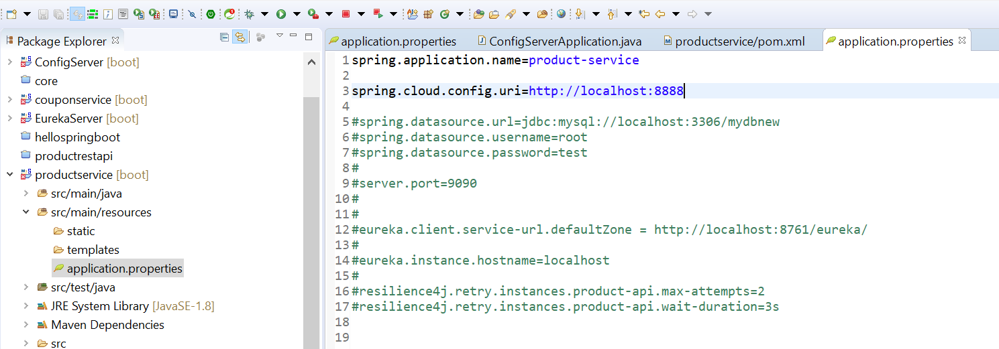 Package Explorer
ConfigServer [boot]
core
couponservice [boot]
EurekaServer [boot]
hellospringboot
productrestapi
productservice [boot]
src/main/java
src/main/resources
static
templates
application.properties
src/test/java
JRE System Library [JavaSE-1.8]
Maven Dependencies
src
application.properties
ConfigServerApplication.java
productservice/pom.xml
application.properties
1 spring.application.name=product-service
2
3 spring.cloud.config.uri=http://localhost:8888
4
5 #spring.datasource.url=jdbc:mysql://localhost:3306/mydbnew
6 #spring.datasource.username=root
7 #spring.datasource.password=test
8 #
9 #server.port=9090
10 #
11 #
12 #eureka.client.service-url.defaultZone = http://localhost:8761/eureka/
13 #
14 #eureka.instance.hostname=localhost
15 #
16 #resilience4j.retry.instances.product-api.max-attempts=2
17 #resilience4j.retry.instances.product-api.wait-duration=3s
18
19